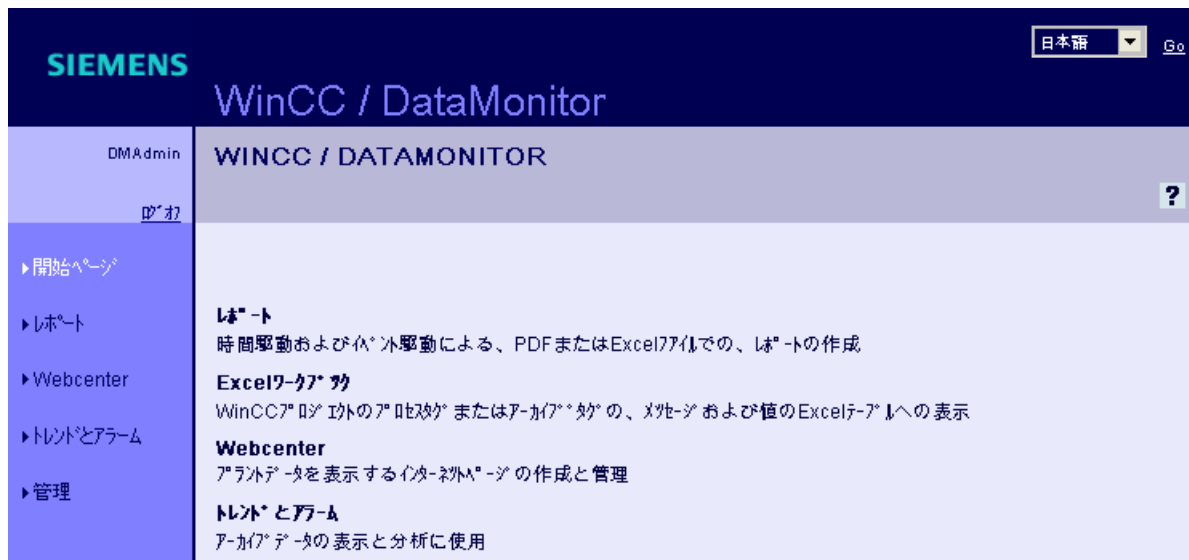 SIEMENS
日本語
Go
WinCC / DataMonitor
DMAdmin
ﾛｸﾞｵﾌ
WINCC / DATAMONITOR
?
開始ﾍﾟｰｼﾞ
ﾚﾎﾟｰﾄ
Webcenter
ﾄﾚﾝﾄﾞとｱﾗｰﾑ
管理
ﾚﾎﾟｰﾄ
時間駆動およびｲﾍﾞﾝﾄ駆動による、PDFまたはExcelﾌｧｲﾙでの、ﾚﾎﾟｰﾄの作成
Excelﾜｰｸﾌﾞｯｸ
WinCCﾌﾟﾛｼﾞｪｸﾄのﾌﾟﾛｾｽﾀｸﾞまたはｱｰｶｲﾌﾞﾞﾀｸﾞの、ﾒｯｾｰｼﾞおよび値のExcelﾃｰﾌﾞﾙへの表示
Webcenter
ﾌﾟﾗﾝﾄﾃﾞｰﾀを表示するｲﾝﾀｰﾈｯﾄﾍﾟｰｼﾞの作成と管理
ﾄﾚﾝﾄﾞとｱﾗｰﾑ
ｱｰｶｲﾌﾞﾃﾞｰﾀの表示と分析に使用